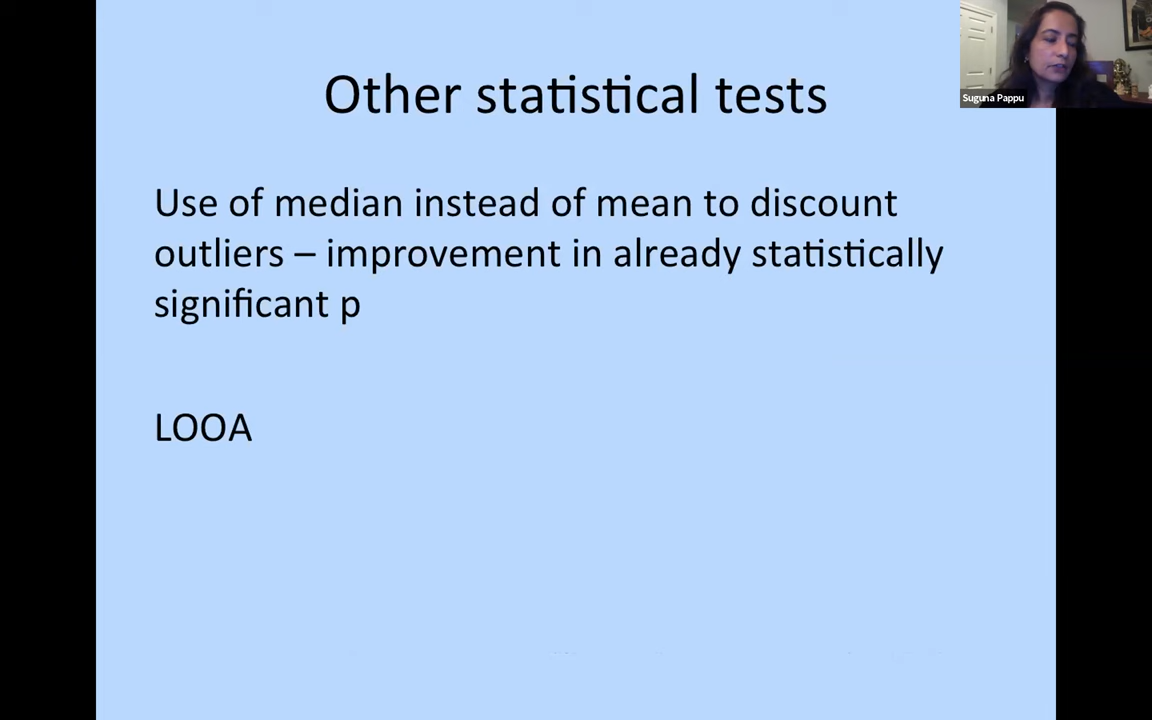 Other statistical tests
Suguna Pappu
Use of median instead of mean to discount
outliers – improvement in already statistically
significant p
LOOA